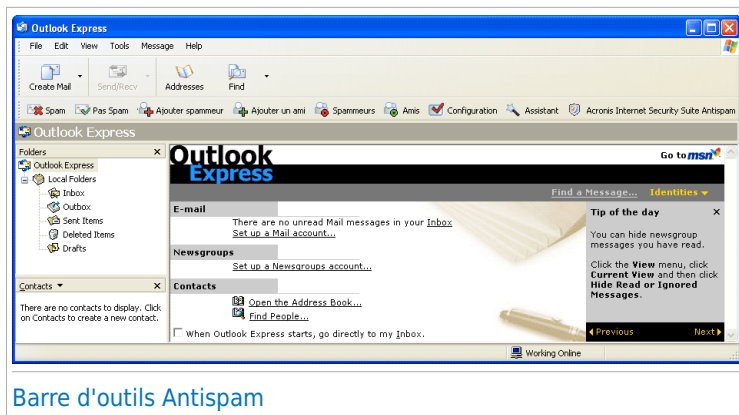 Outlook Express
File Edit View Tools Message Help
Create Mail Send/Recv Addresses Find
Spam Pas Spam Ajouter spammeur Ajouter un ami Spammeurs Amis Configuration Assistant Acronis Internet Security Suite Antispam
Outlook Express
Folders
Outlook Express
Local Folders
Inbox
Outbox
Sent Items
Deleted Items
Drafts
Contacts
There are no contacts to display. Click
on Contacts to create a new contact.
Outlook
Express
Go to msn
Find a Message... Identities
E-mail
There are no unread Mail messages in your Inbox
Set up a Mail account...
Newsgroups
Set up a Newsgroups account...
Contacts
Open the Address Book...
Find People...
When Outlook Express starts, go directly to my Inbox.
Tip of the day
You can hide newsgroup
messages you have read.
Click the View menu, click
Current View and then click
Hide Read or Ignored
Messages.
Previous Next
Working Online
Barre d'outils Antispam